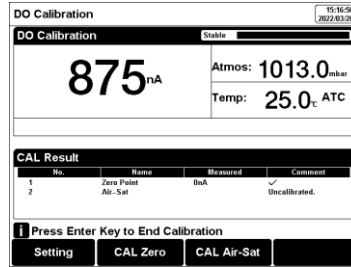 DO Calibration
15:16:50
2022/03/20
DO Calibration
Stable
875nA
Atmos: 1013.0mbar
Temp: 25.0℃ ATC
CAL Result
No. Name Measured Comment
1 Zero Point 0nA ✓
2 Air-Sat Uncalibrated.
i Press Enter Key to End Calibration
Setting CAL Zero CAL Air-Sat